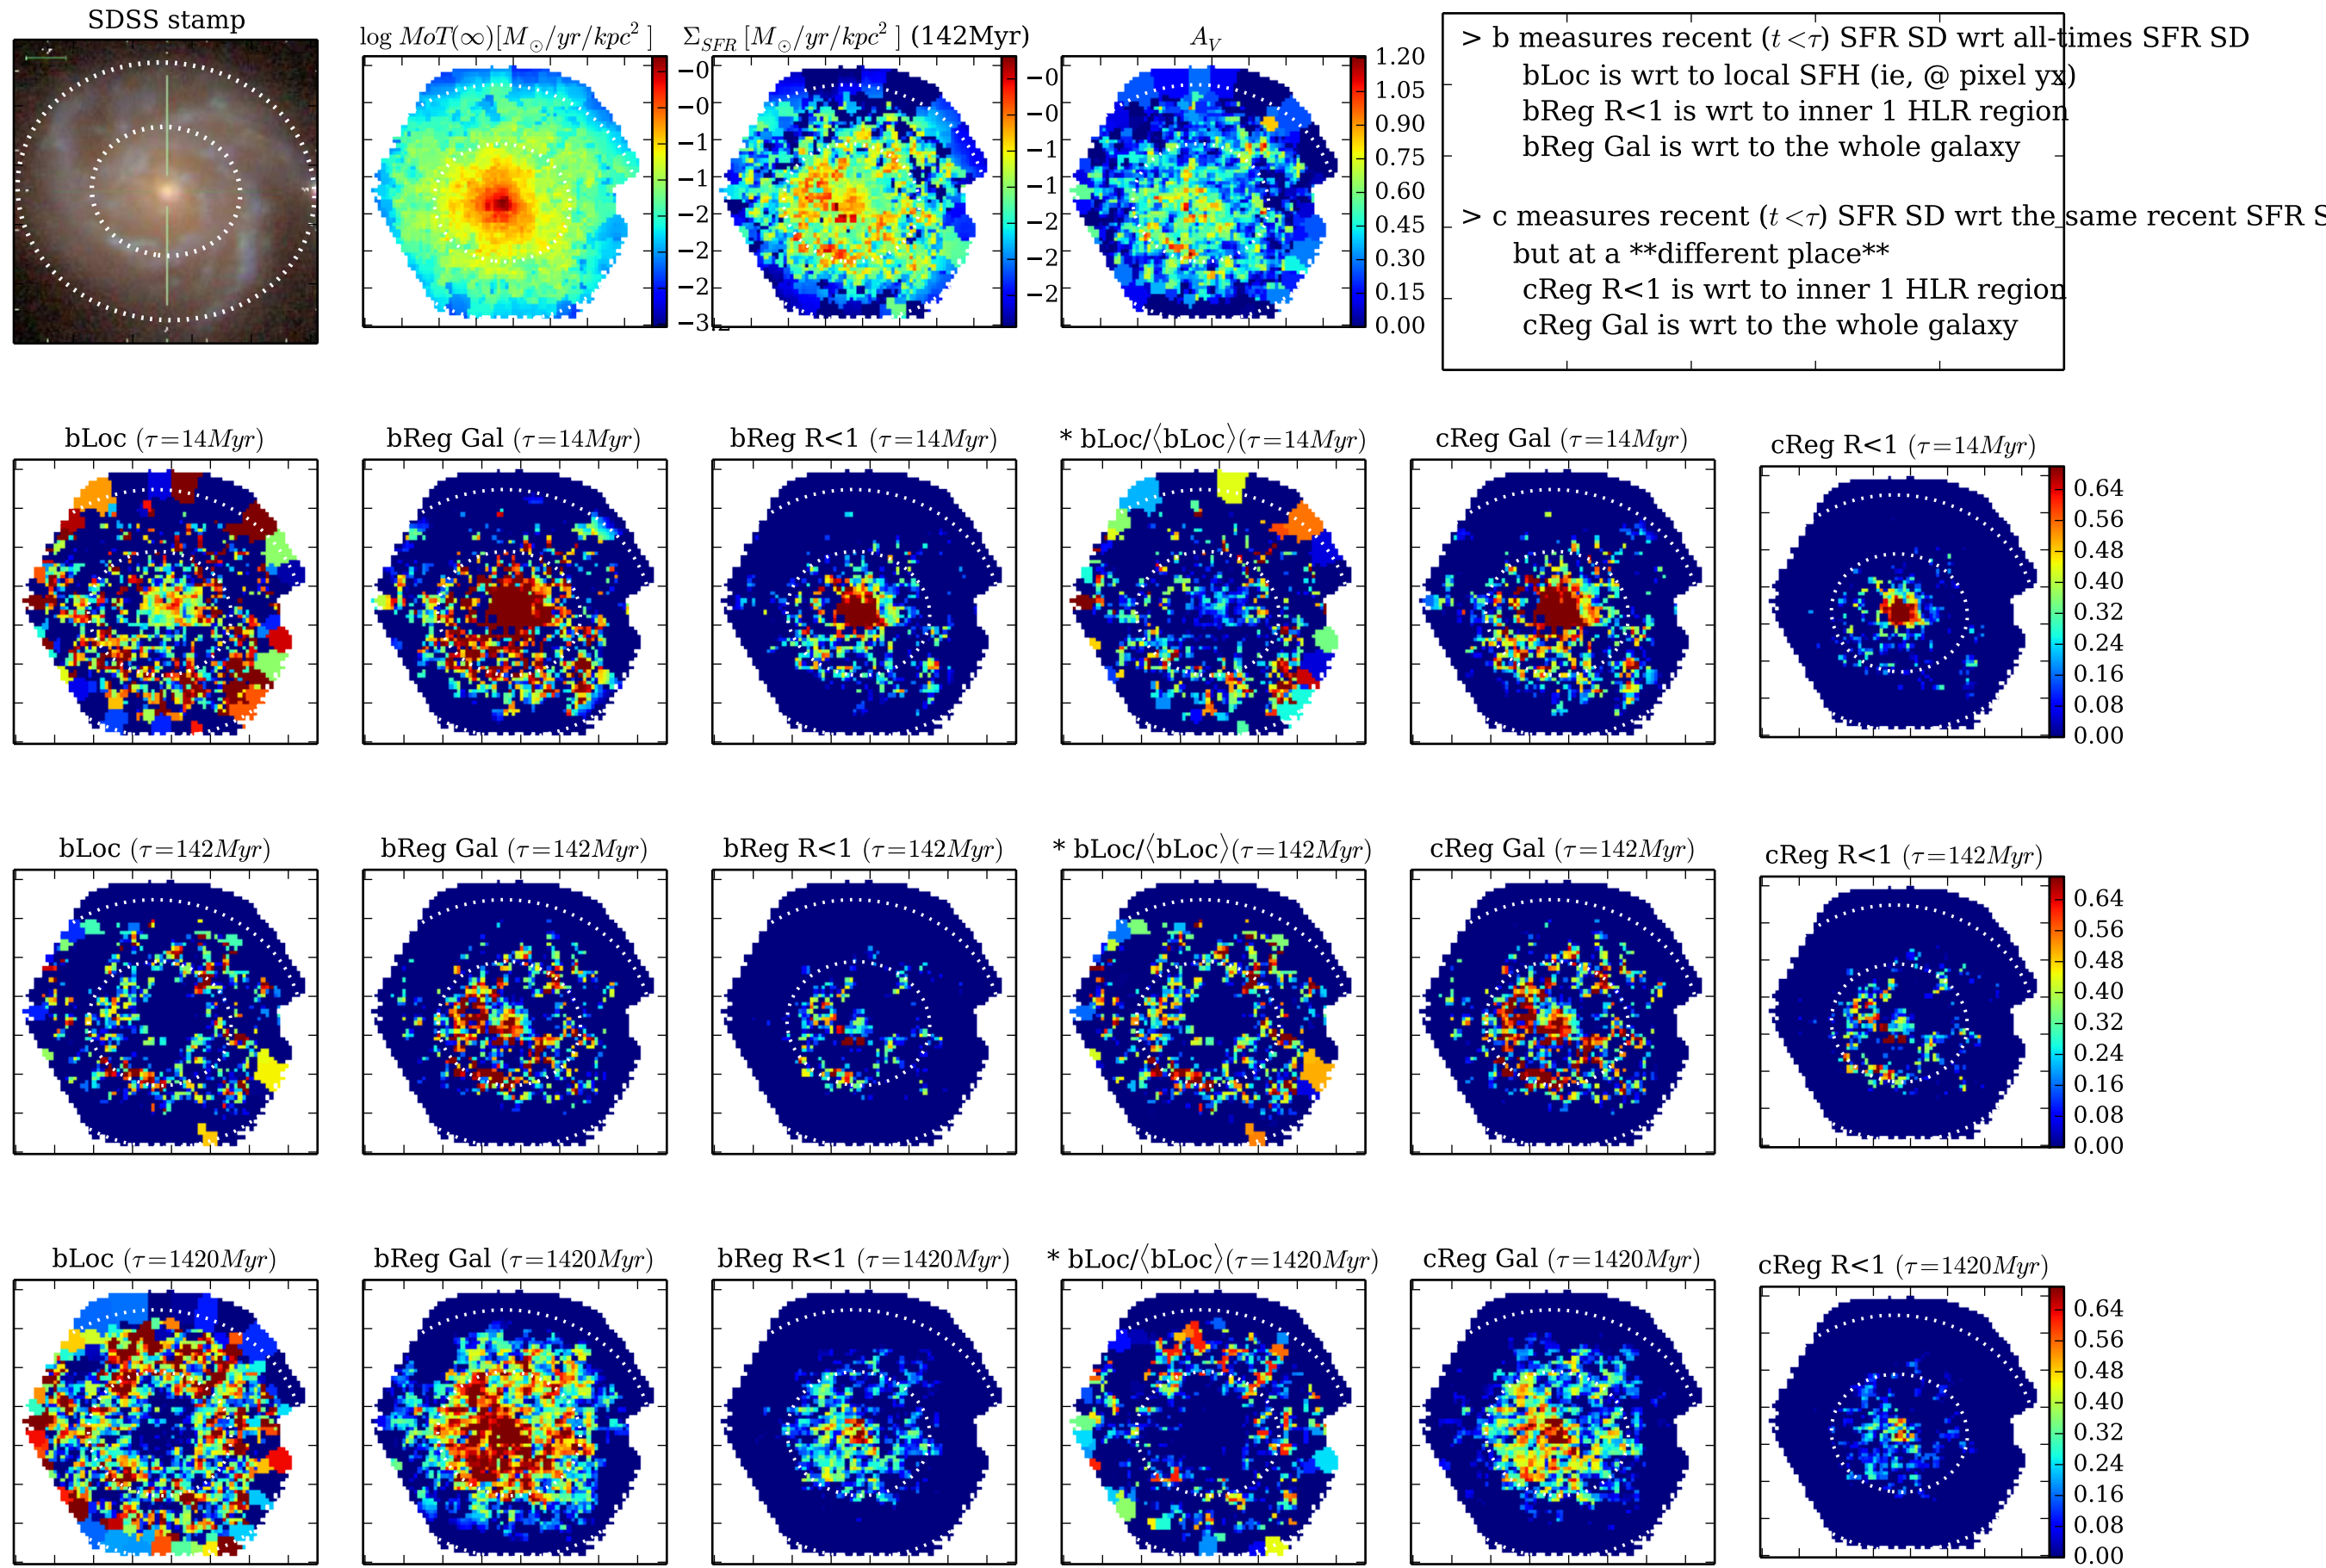 SDSS stamp
log MoT(∞)[M⊙/yr/kpc² ]
Σ_SFR [M⊙/yr/kpc² ] (142Myr)
A_V
−0
−0
−1
−1
−2
−2
−2
−3.2
−0
−0
−1
−1
−2
−2
−2
1.20
1.05
0.90
0.75
0.60
0.45
0.30
0.15
0.00
> b measures recent (t<τ) SFR SD wrt all-times SFR SD
bLoc is wrt to local SFH (ie, @ pixel yx)
bReg R<1 is wrt to inner 1 HLR region
bReg Gal is wrt to the whole galaxy
> c measures recent (t<τ) SFR SD wrt the same recent SFR S
but at a **different place**
cReg R<1 is wrt to inner 1 HLR region
cReg Gal is wrt to the whole galaxy
bLoc (τ=14Myr)
bReg Gal (τ=14Myr)
bReg R<1 (τ=14Myr)
* bLoc/⟨bLoc⟩(τ=14Myr)
cReg Gal (τ=14Myr)
cReg R<1 (τ=14Myr)
0.64
0.56
0.48
0.40
0.32
0.24
0.16
0.08
0.00
bLoc (τ=142Myr)
bReg Gal (τ=142Myr)
bReg R<1 (τ=142Myr)
* bLoc/⟨bLoc⟩(τ=142Myr)
cReg Gal (τ=142Myr)
cReg R<1 (τ=142Myr)
0.64
0.56
0.48
0.40
0.32
0.24
0.16
0.08
0.00
bLoc (τ=1420Myr)
bReg Gal (τ=1420Myr)
bReg R<1 (τ=1420Myr)
* bLoc/⟨bLoc⟩(τ=1420Myr)
cReg Gal (τ=1420Myr)
cReg R<1 (τ=1420Myr)
0.64
0.56
0.48
0.40
0.32
0.24
0.16
0.08
0.00